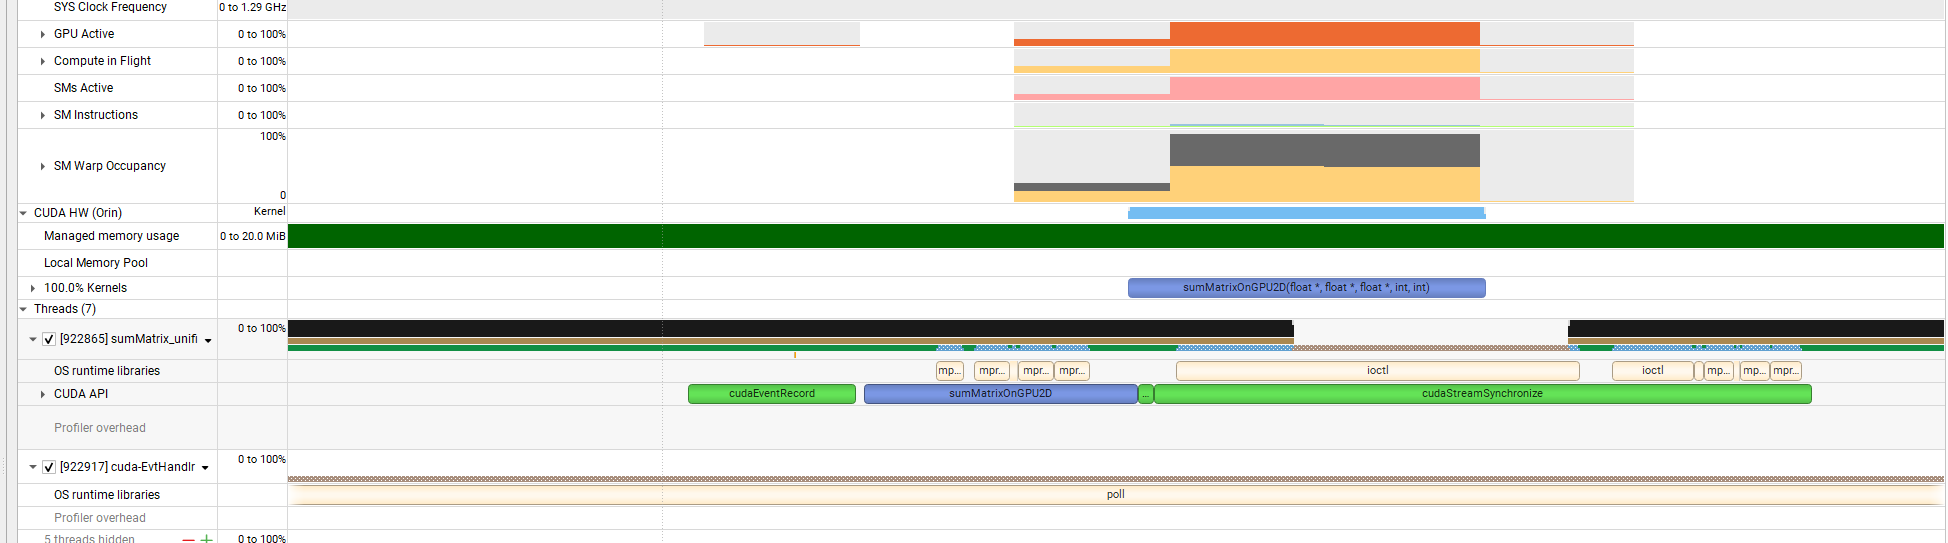 SYS Clock Frequency 0 to 1.29 GHz
GPU Active 0 to 100%
Compute in Flight 0 to 100%
SMs Active 0 to 100%
SM Instructions 0 to 100%
100%
SM Warp Occupancy
0
CUDA HW (Orin) Kernel
Managed memory usage 0 to 20.0 MiB
Local Memory Pool
100.0% Kernels sumMatrixOnGPU2D(float *, float *, float *, int, int)
Threads (7)
0 to 100%
[922865] sumMatrix_unifi
OS runtime libraries mp... mpr... mpr... mpr... ioctl ioctl mp... mp... mpr...
CUDA API cudaEventRecord sumMatrixOnGPU2D ... cudaStreamSynchronize
Profiler overhead
0 to 100%
[922917] cuda-EvtHandlr
OS runtime libraries poll
Profiler overhead
5 threads hidden 0 to 100%